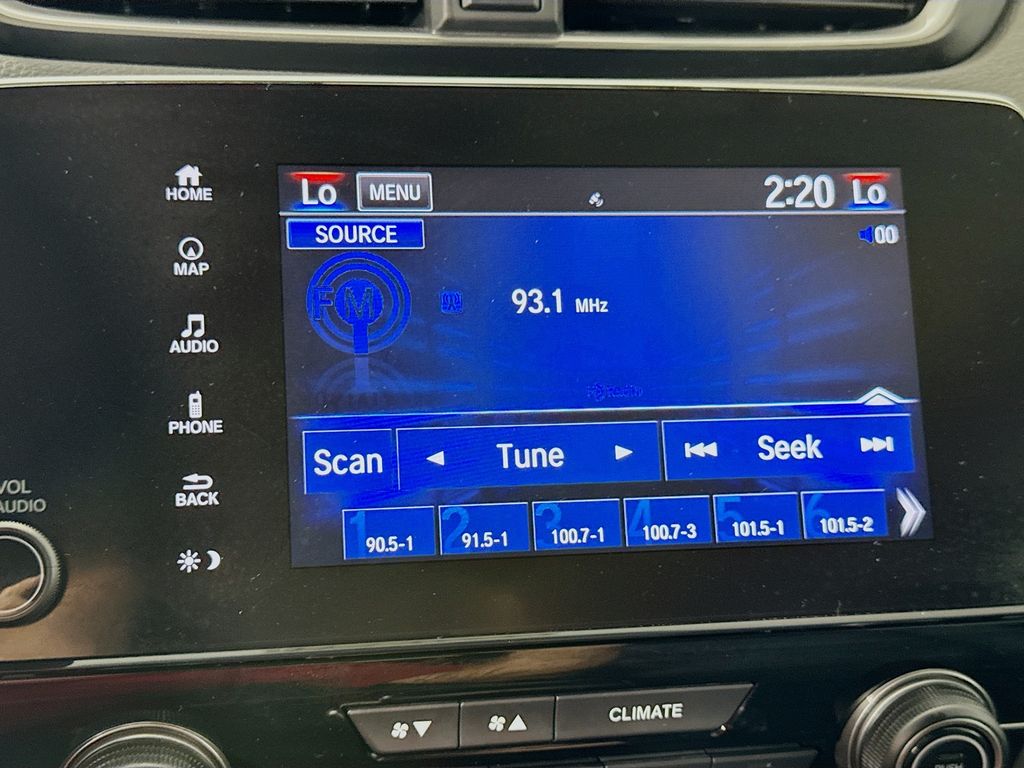 HOME
MAP
AUDIO
PHONE
BACK
VOL
AUDIO
Lo MENU 2:20 Lo
SOURCE 00
FM 93.1 MHz
Scan Tune Seek
1 90.5-1 2 91.5-1 3 100.7-1 4 100.7-3 5 101.5-1 6 101.5-2
CLIMATE
PUSH